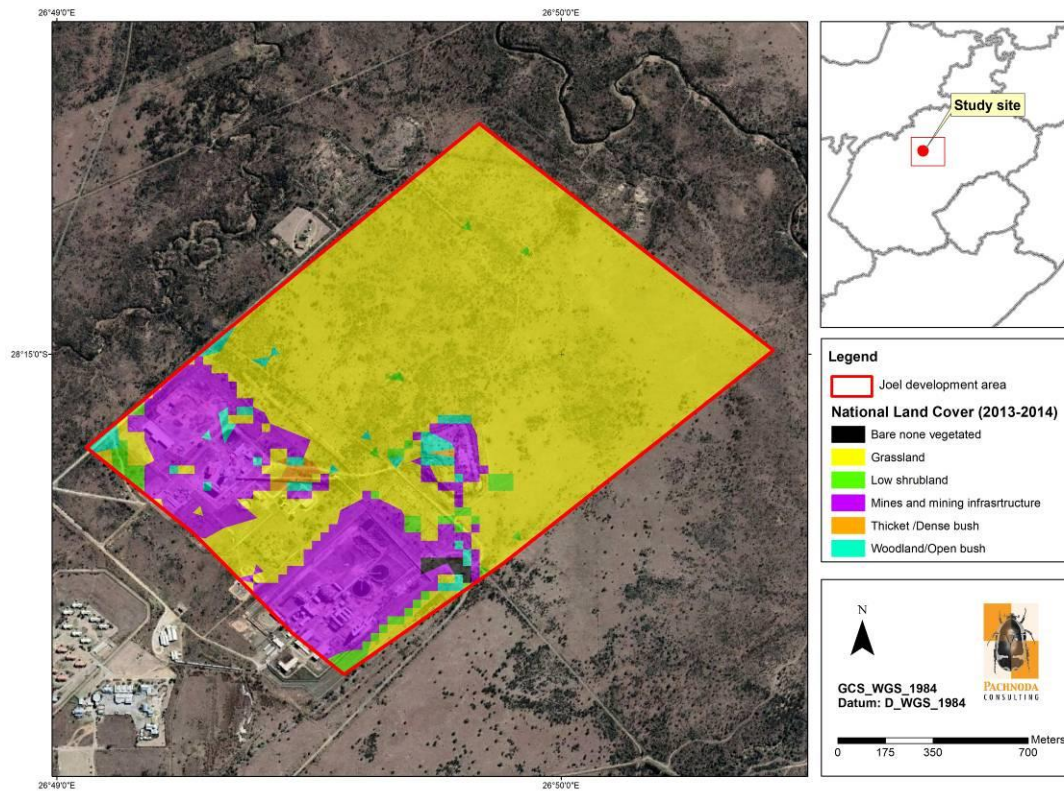 26°49'0"E
26°50'0"E
28°15'0"S
26°49'0"E
26°50'0"E
Study site
Legend
Joel development area
National Land Cover (2013-2014)
Bare none vegetated
Grassland
Low shrubland
Mines and mining infrasrtructure
Thicket /Dense bush
Woodland/Open bush
N
PACHNODA
CONSULTING
GCS_WGS_1984
Datum: D_WGS_1984
Meters
0 175 350 700